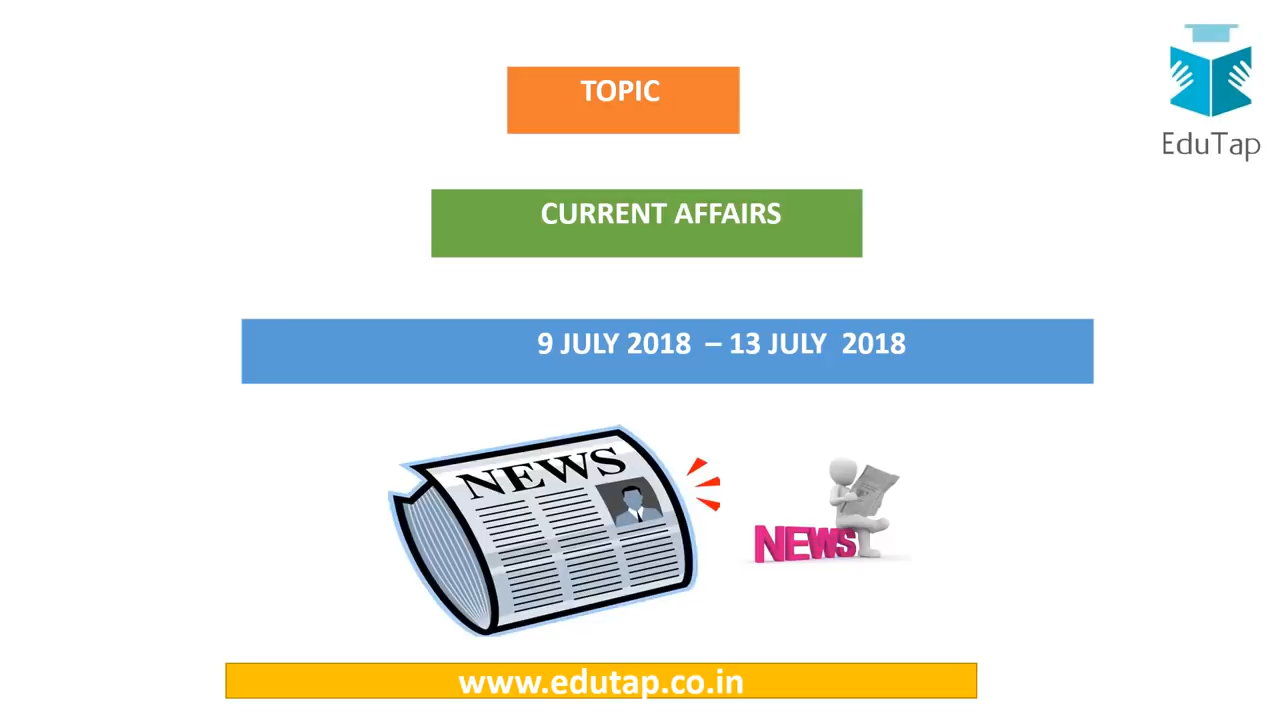 TOPIC
EduTap
CURRENT AFFAIRS
9 JULY 2018 – 13 JULY 2018
NEWS
NEWS
www.edutap.co.in